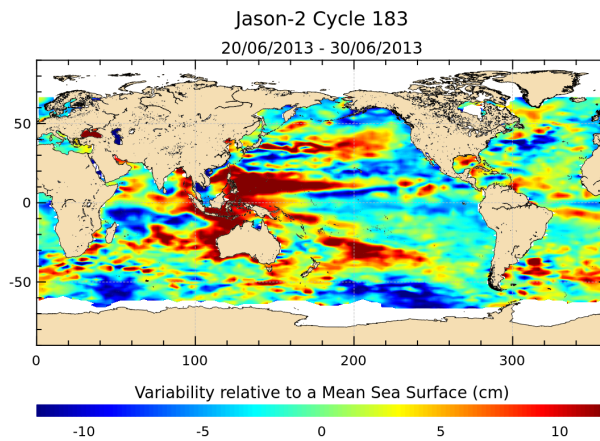 Jason-2 Cycle 183
20/06/2013 - 30/06/2013
50
0
-50
0 100 200 300
Variability relative to a Mean Sea Surface (cm)
-10 -5 0 5 10